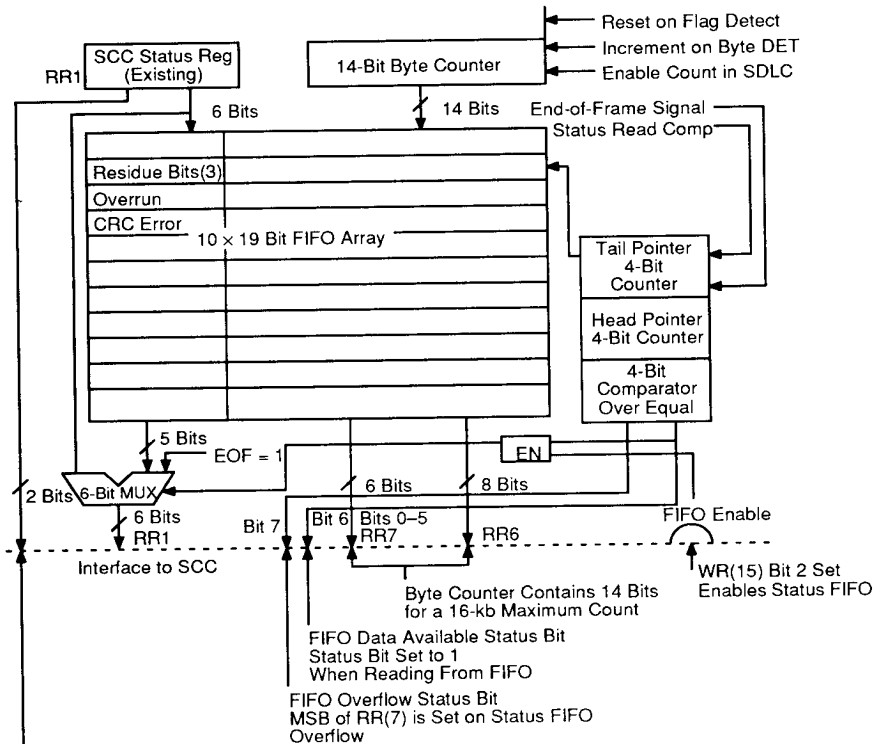 Reset on Flag Detect
SCC Status Reg
(Existing)
RR1
14-Bit Byte Counter
Increment on Byte DET
Enable Count in SDLC
6 Bits
14 Bits
End-of-Frame Signal
Status Read Comp
Residue Bits(3)
Overrun
CRC Error
10 × 19 Bit FIFO Array
Tail Pointer
4-Bit
Counter
Head Pointer
4-Bit Counter
4-Bit
Comparator
Over Equal
5 Bits
EOF = 1
EN
2 Bits
6-Bit MUX
6 Bits
8 Bits
6 Bits
RR1
Bit 7
Bit 6
Bits 0–5
RR7
RR6
FIFO Enable
Interface to SCC
WR(15) Bit 2 Set
Enables Status FIFO
Byte Counter Contains 14 Bits
for a 16-kb Maximum Count
FIFO Data Available Status Bit
Status Bit Set to 1
When Reading From FIFO
FIFO Overflow Status Bit
MSB of RR(7) is Set on Status FIFO
Overflow